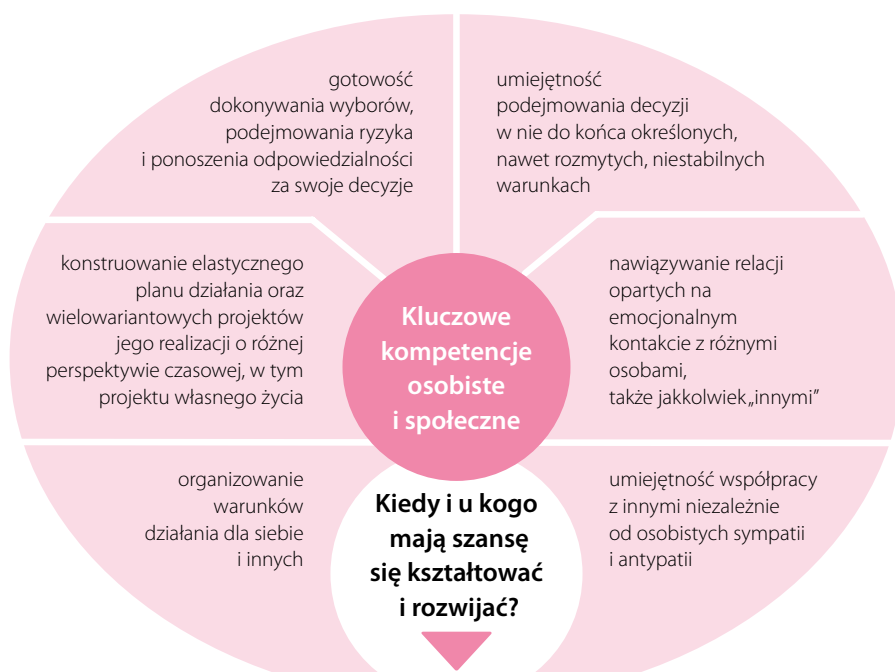 gotowość
dokonywania wyborów,
podejmowania ryzyka
i ponoszenia odpowiedzialności
za swoje decyzje
umiejętność
podejmowania decyzji
w nie do końca określonych,
nawet rozmytych, niestabilnych
warunkach
konstruowanie elastycznego
planu działania oraz
wielowariantowych projektów
jego realizacji o różnej
perspektywie czasowej, w tym
projektu własnego życia
Kluczowe
kompetencje
osobiste
i społeczne
nawiązywanie relacji
opartych na
emocjonalnym
kontakcie z różnymi
osobami,
także jakkolwiek „innymi”
organizowanie
warunków
działania dla siebie
i innych
Kiedy i u kogo
mają szansę
się kształtować
i rozwijać?
umiejętność współpracy
z innymi niezależnie
od osobistych sympatii
i antypatii